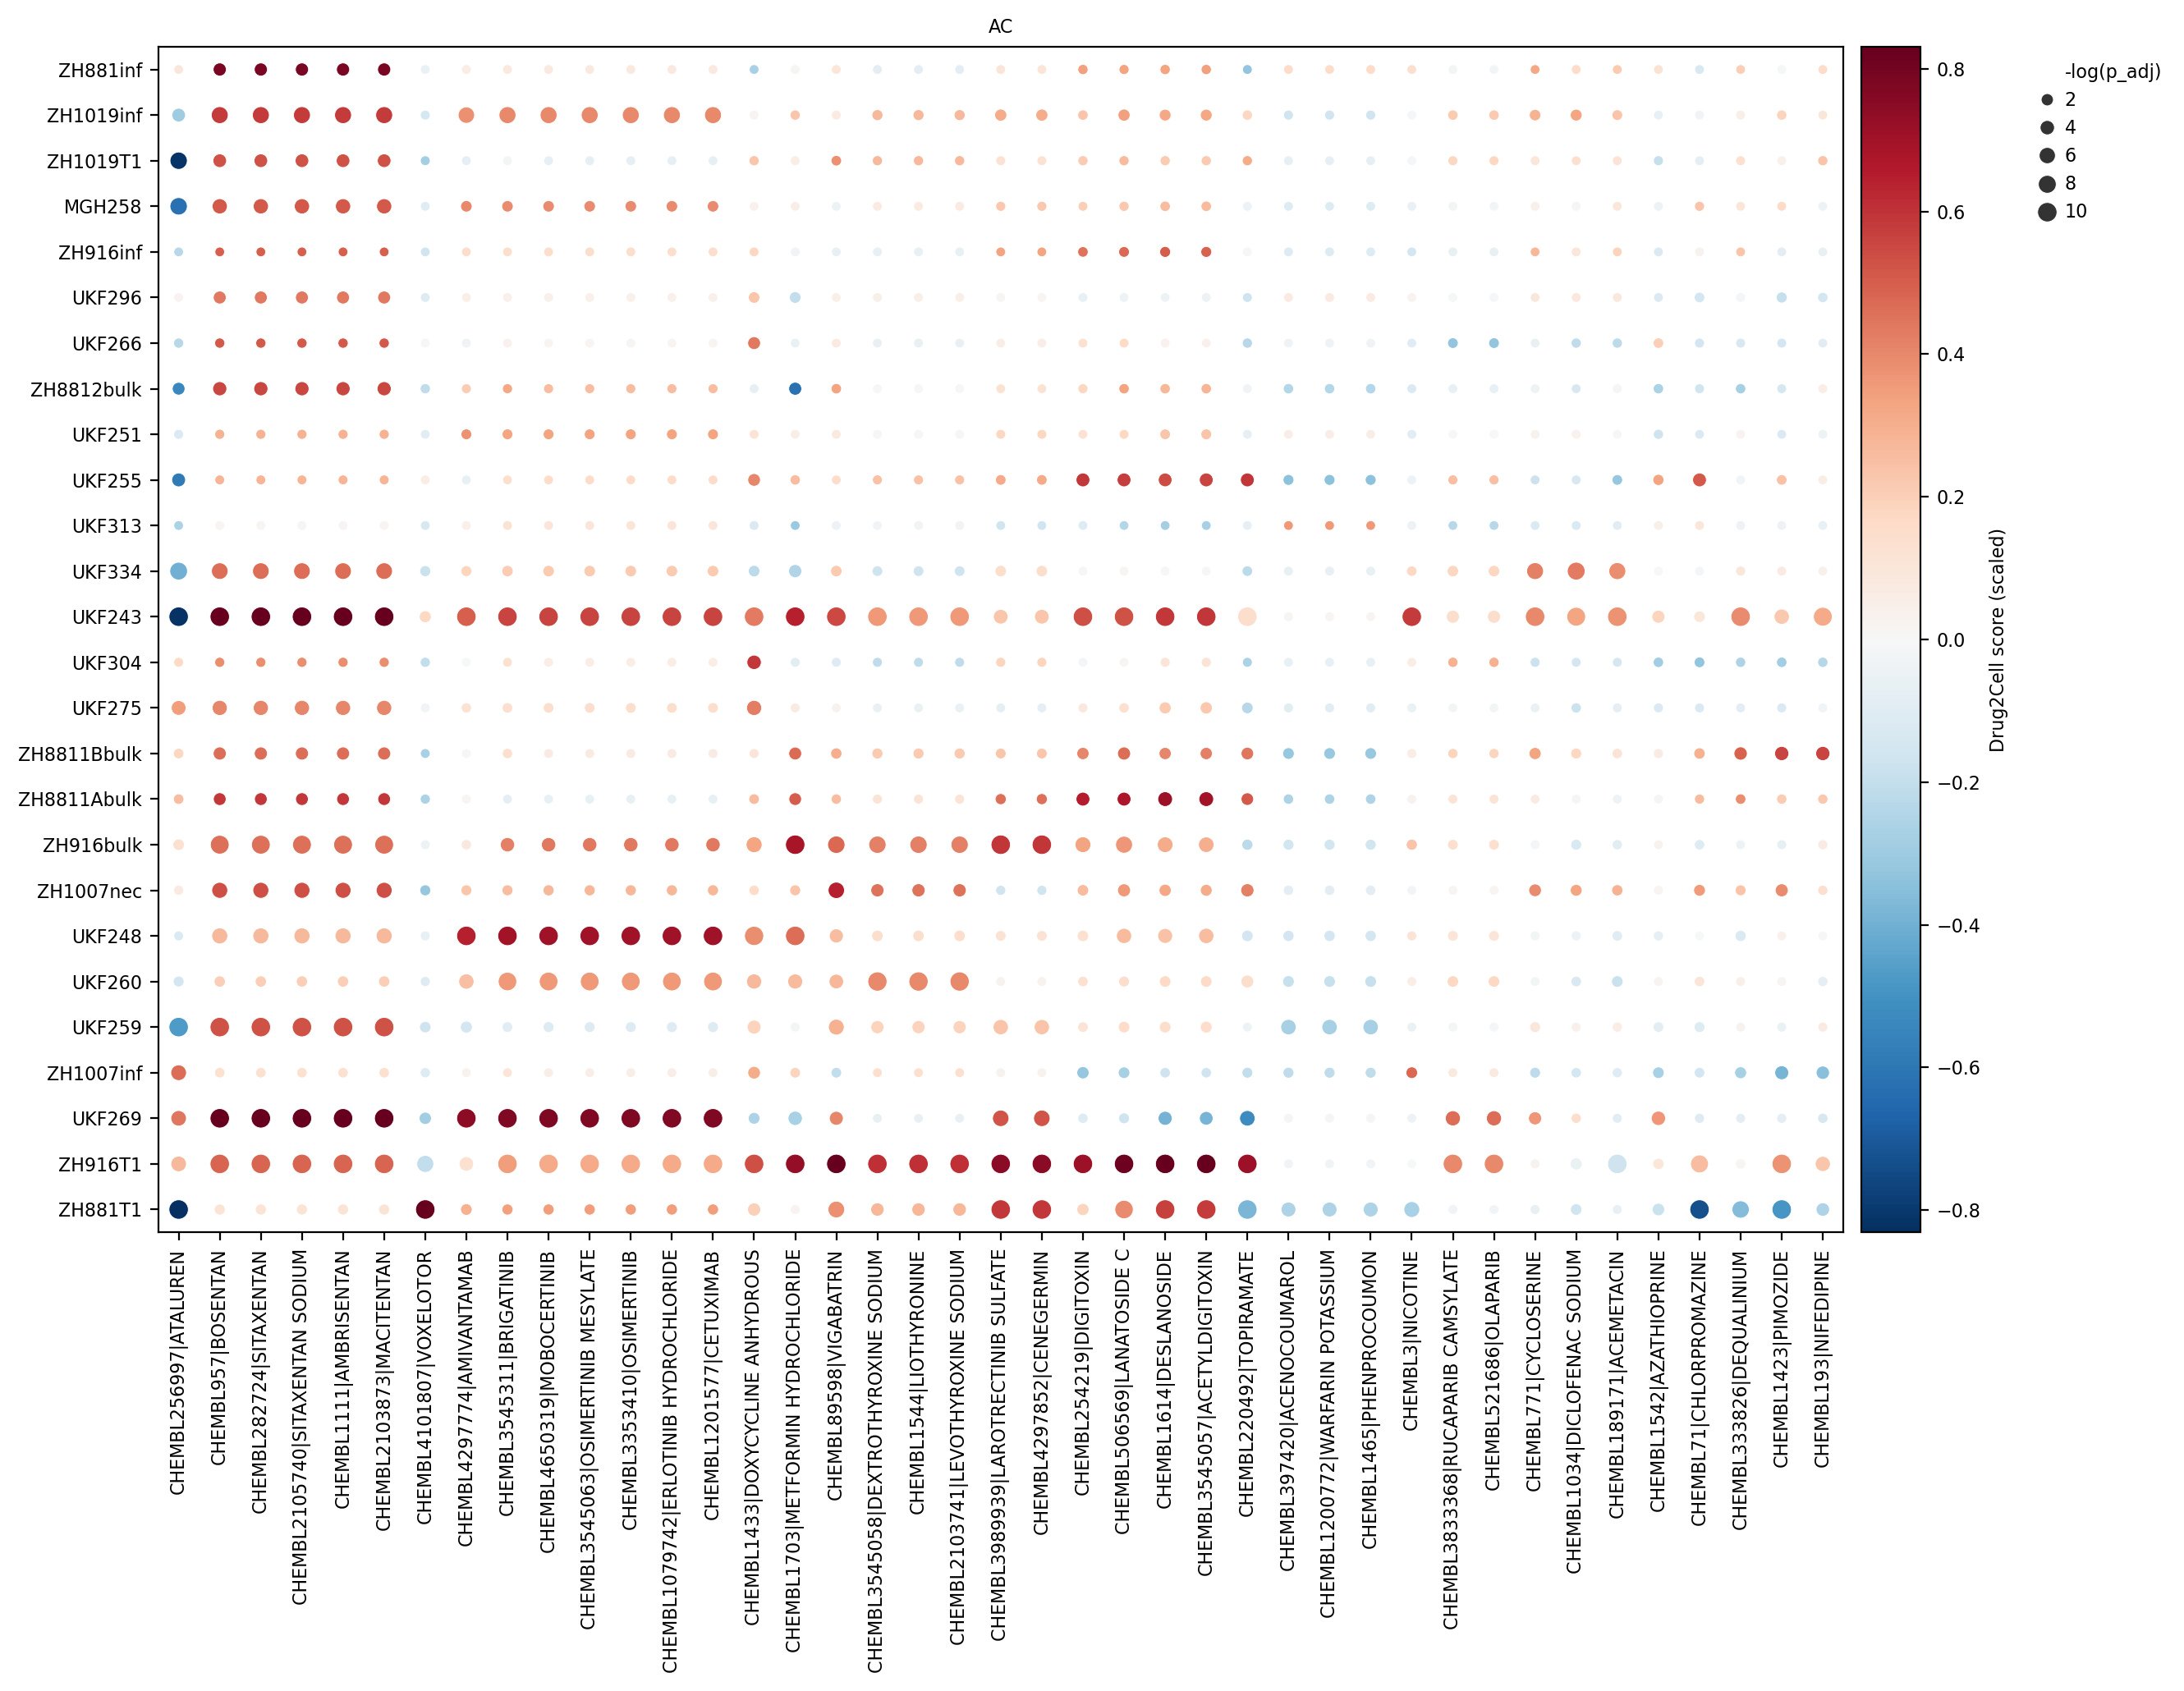 AC
ZH881inf
ZH1019inf
ZH1019T1
MGH258
ZH916inf
UKF296
UKF266
ZH8812bulk
UKF251
UKF255
UKF313
UKF334
UKF243
UKF304
UKF275
ZH8811Bbulk
ZH8811Abulk
ZH916bulk
ZH1007nec
UKF248
UKF260
UKF259
ZH1007inf
UKF269
ZH916T1
ZH881T1
CHEMBL256997|ATALUREN
CHEMBL957|BOSENTAN
CHEMBL282724|SITAXENTAN
CHEMBL2105740|SITAXENTAN SODIUM
CHEMBL1111|AMBRISENTAN
CHEMBL2103873|MACITENTAN
CHEMBL4101807|VOXELOTOR
CHEMBL4297774|AMIVANTAMAB
CHEMBL3545311|BRIGATINIB
CHEMBL4650319|MOBOCERTINIB
CHEMBL3545063|OSIMERTINIB MESYLATE
CHEMBL3353410|OSIMERTINIB
CHEMBL1079742|ERLOTINIB HYDROCHLORIDE
CHEMBL1201577|CETUXIMAB
CHEMBL1433|DOXYCYCLINE ANHYDROUS
CHEMBL1703|METFORMIN HYDROCHLORIDE
CHEMBL89598|VIGABATRIN
CHEMBL3545058|DEXTROTHYROXINE SODIUM
CHEMBL1544|LIOTHYRONINE
CHEMBL2103741|LEVOTHYROXINE SODIUM
CHEMBL3989939|LAROTRECTINIB SULFATE
CHEMBL4297852|CENEGERMIN
CHEMBL254219|DIGITOXIN
CHEMBL506569|LANATOSIDE C
CHEMBL1614|DESLANOSIDE
CHEMBL3545057|ACETYLDIGITOXIN
CHEMBL220492|TOPIRAMATE
CHEMBL397420|ACENOCOUMAROL
CHEMBL1200772|WARFARIN POTASSIUM
CHEMBL1465|PHENPROCOUMON
CHEMBL3|NICOTINE
CHEMBL3833368|RUCAPARIB CAMSYLATE
CHEMBL521686|OLAPARIB
CHEMBL771|CYCLOSERINE
CHEMBL1034|DICLOFENAC SODIUM
CHEMBL189171|ACEMETACIN
CHEMBL1542|AZATHIOPRINE
CHEMBL71|CHLORPROMAZINE
CHEMBL333826|DEQUALINIUM
CHEMBL1423|PIMOZIDE
CHEMBL193|NIFEDIPINE
0.8
0.6
0.4
0.2
0.0
−0.2
−0.4
−0.6
−0.8
Drug2Cell score (scaled)
-log(p_adj)
2
4
6
8
10